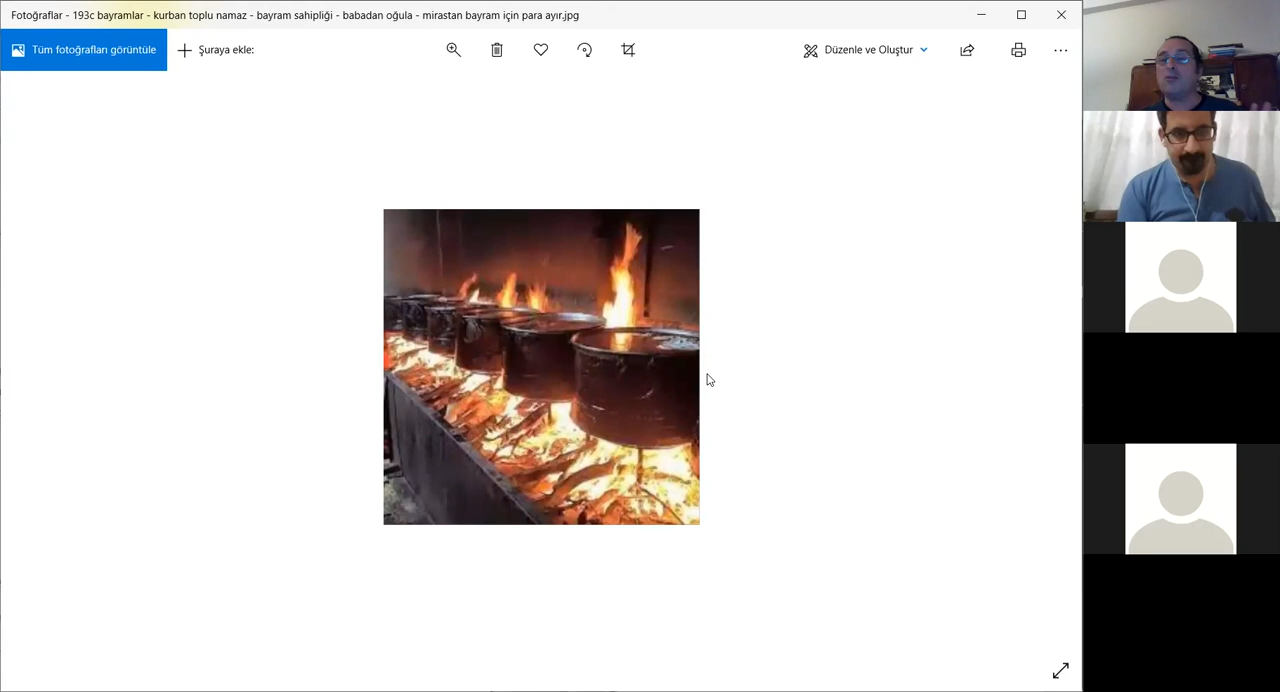 Fotoğraflar - 193c bayramlar - kurban toplu namaz - bayram sahipliği - babadan oğula - mirastan bayram için para ayır.jpg
Tüm fotoğrafları görüntüle
Şuraya ekle:
Düzenle ve Oluştur